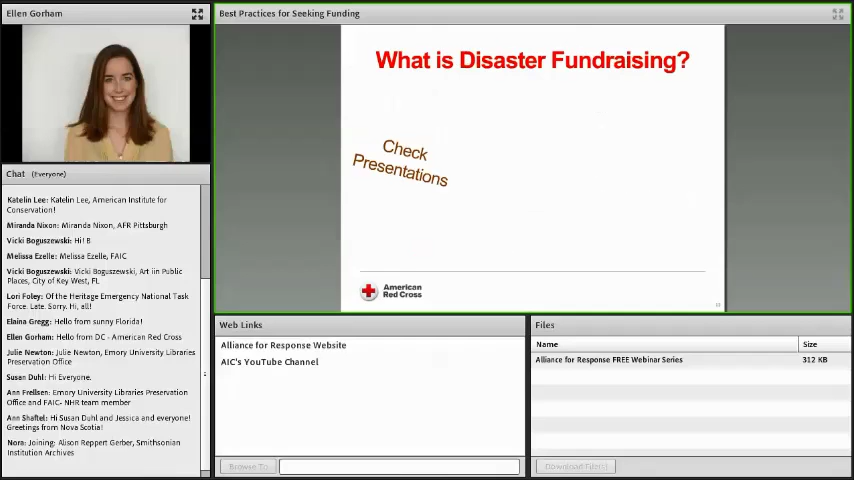 Ellen Gorham
Best Practices for Seeking Funding
What is Disaster Fundraising?
Check
Presentations
American
Red Cross
Chat (Everyone)
Katelin Lee: Katelin Lee, American Institute for
Conservation!
Miranda Nixon: Miranda Nixon, AFR Pittsburgh
Vicki Boguszewski: Hi! B
Melissa Ezelle: Melissa Ezelle, FAIC
Vicki Boguszewski: Vicki Boguszewski, Art iin Public
Places, City of Key West, FL
Lori Foley: Of the Heritage Emergency National Task
Force. Late. Sorry. Hi, all!
Elaina Gregg: Hello from sunny Florida!
Ellen Gorham: Hello from DC - American Red Cross
Julie Newton: Julie Newton, Emory University Libraries
Preservation Office
Susan Duhl: Hi Everyone.
Ann Frellsen: Emory University Libraries Preservation
Office and FAIC- NHR team member
Ann Shaftel: Hi Susan Duhl and Jessica and everyone!
Greetings from Nova Scotia!
Nora: Joining: Alison Reppert Gerber, Smithsonian
Institution Archives
Web Links
Alliance for Response Website
AIC's YouTube Channel
Browse To
Files
Name Size
Alliance for Response FREE Webinar Series 312 KB
Download File(s)